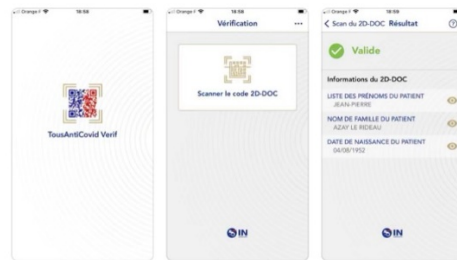 Orange F 18:58
TousAntiCovid Verif
Orange F 18:58
Vérification
Scanner le code 2D-DOC
IN
Orange F 18:58
Scan du 2D-DOC Résultat
Valide
Informations du 2D-DOC
LISTE DES PRÉNOMS DU PATIENT
JEAN-PIERRE
NOM DE FAMILLE DU PATIENT
AZAY LE RIDEAU
DATE DE NAISSANCE DU PATIENT
04/08/1952
IN